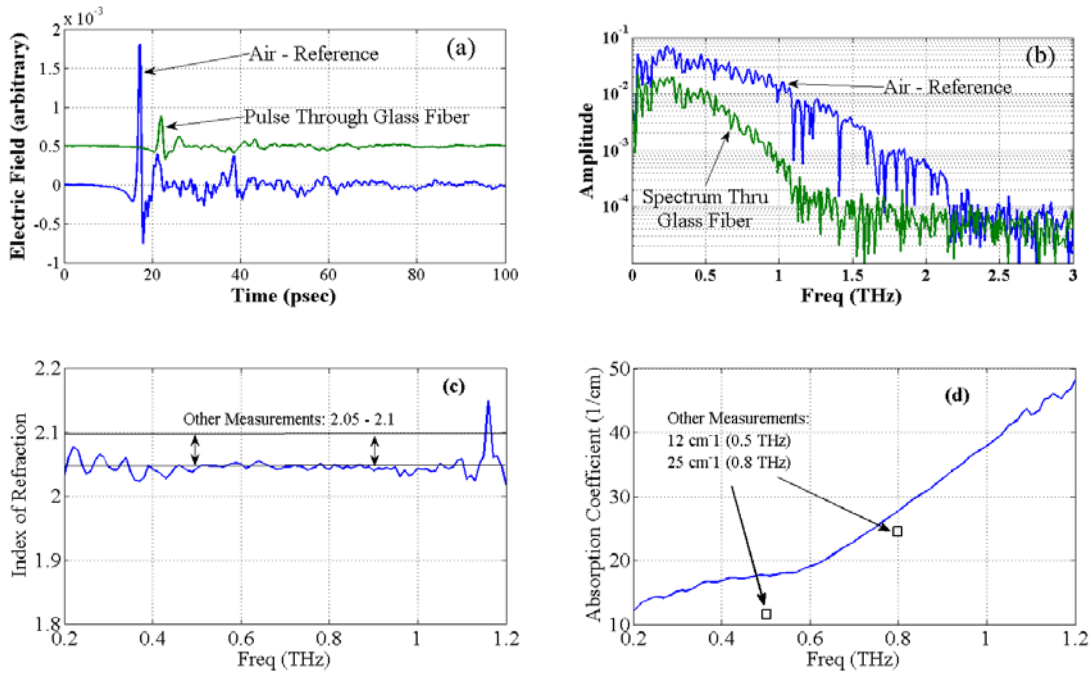 2 x 10^-3
(a)
Air - Reference
Pulse Through Glass Fiber
Electric Field (arbitrary)
1.5
1
0.5
0
-0.5
-1
0
20
40
60
80
100
Time (psec)
10^-1
10^-2
10^-3
10^-4
(b)
Air - Reference
Spectrum Thru
Glass Fiber
Amplitude
0
0.5
1
1.5
2
2.5
3
Freq (THz)
2.2
2.1
2
1.9
1.8
(c)
Other Measurements: 2.05 - 2.1
Index of Refraction
0.2
0.4
0.6
0.8
1
1.2
Freq (THz)
50
40
30
20
10
(d)
Other Measurements:
12 cm^-1 (0.5 THz)
25 cm^-1 (0.8 THz)
Absorption Coefficient (1/cm)
0.2
0.4
0.6
0.8
1
1.2
Freq (THz)